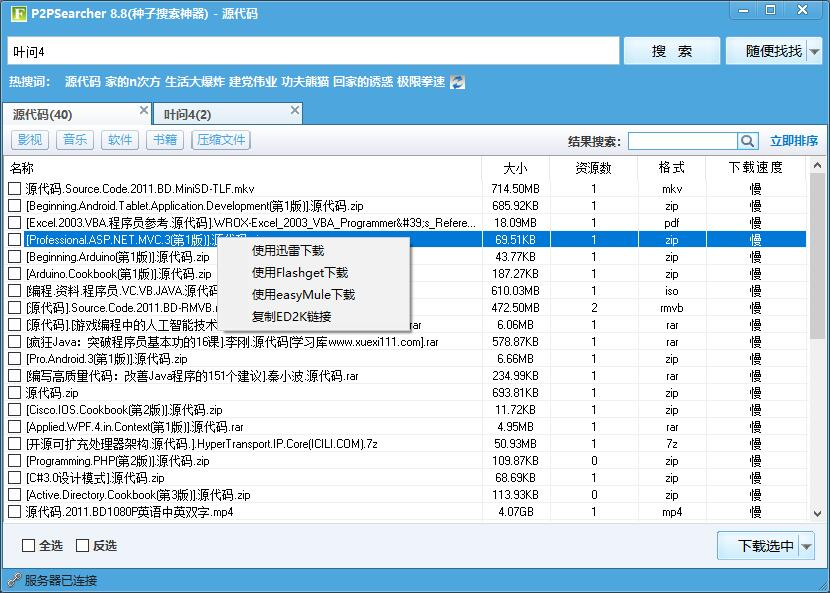 P2PSearcher 8.8(种子搜索神器) - 源代码
叶问4 搜 索 随便找找
热搜词: 源代码 家的n次方 生活大爆炸 建党伟业 功夫熊猫 回家的诱惑 极限拳速
源代码(40) 叶问4(2)
影视 音乐 软件 书籍 压缩文件 结果搜索: 立即排序
名称 大小 资源数 格式 下载速度
源代码.Source.Code.2011.BD.MiniSD-TLF.mkv 714.50MB 1 mkv 慢
[Beginning.Android.Tablet.Application.Development(第1版)].源代码.zip 685.92KB 1 zip 慢
[Excel.2003.VBA.程序员参考.源代码].WROX-Excel_2003_VBA_Programmer&#39;s_Refere... 18.09MB 1 pdf 慢
[Professional.ASP.NET.MVC.3(第1版)].源代码.zip 69.51KB 1 zip 慢
[Beginning.Arduino(第1版)].源代码.zip 43.77KB 1 zip 慢
[Arduino.Cookbook(第1版)].源代码.zip 187.27KB 1 zip 慢
[编程.资料.程序员.VC.VB.JAVA.源代码 610.03MB 1 iso 慢
[源代码].Source.Code.2011.BD-RMVB. 472.50MB 2 rmvb 慢
[源代码].[游戏编程中的人工智能技术 rar 6.06MB 1 rar 慢
[疯狂Java：突破程序员基本功的16课].李刚.源代码[学习库www.xuexi111.com].rar 578.87KB 1 rar 慢
[Pro.Android.3(第1版)].源代码.zip 6.66MB 1 zip 慢
[编写高质量代码：改善Java程序的151个建议].秦小波.源代码.rar 234.99KB 1 rar 慢
源代码.zip 693.81KB 1 zip 慢
[Cisco.IOS.Cookbook(第2版)].源代码.zip 11.72KB 1 zip 慢
[Applied.WPF.4.in.Context(第1版)].源代码.rar 4.95MB 1 rar 慢
[开源可扩充处理器架构.源代码.].HyperTransport.IP.Core(ICILI.COM).7z 50.93MB 1 7z 慢
[Programming.PHP(第2版)].源代码.zip 109.87KB 0 zip 慢
[C#3.0设计模式].源代码.zip 68.69KB 1 zip 慢
[Active.Directory.Cookbook(第3版)].源代码.zip 113.93KB 0 zip 慢
源代码.2011.BD1080P英语中英双字.mp4 4.07GB 1 mp4 慢
使用迅雷下载
使用Flashget下载
使用easyMule下载
复制ED2K链接
全选 反选 下载选中
服务器已连接